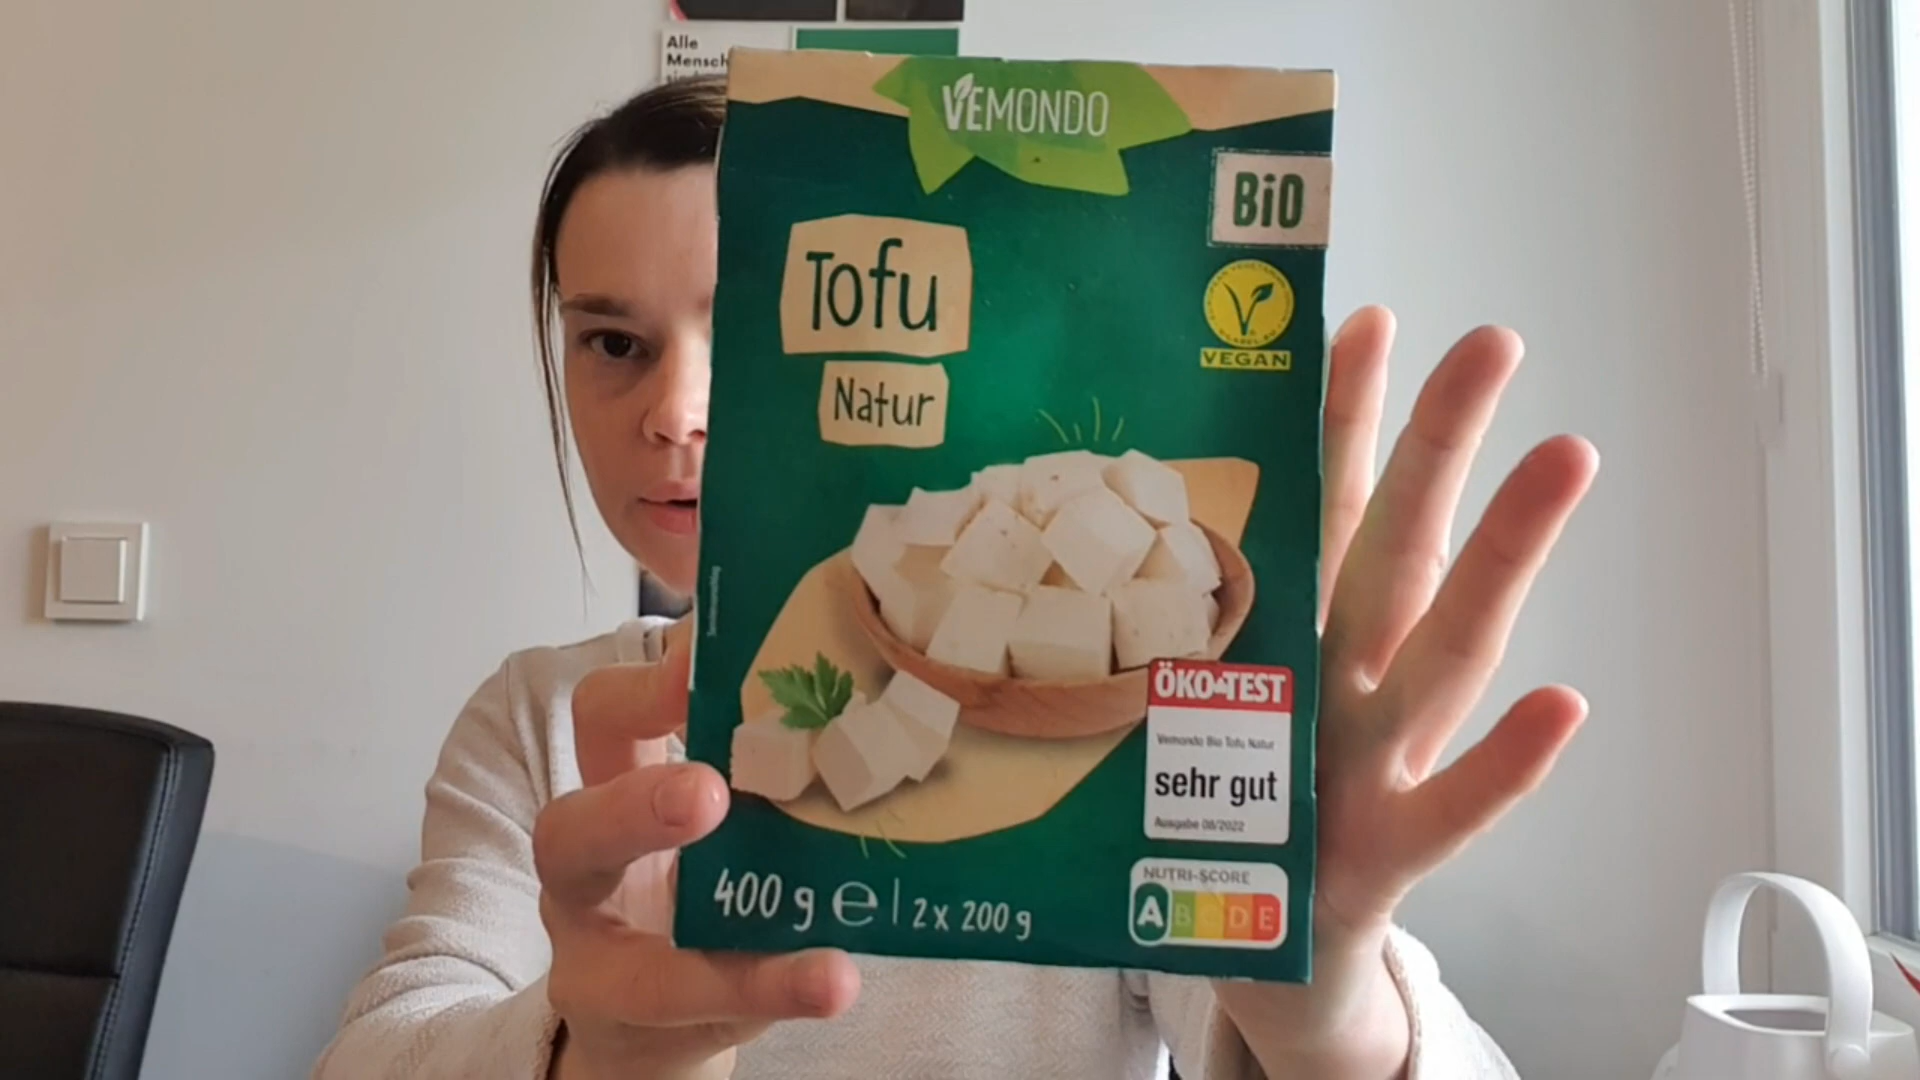 Alle
Mensch
VEMONDO
BiO
Tofu
Natur
VEGAN
ÖKO-TEST
Vemondo Bio Tofu Natur
sehr gut
Ausgabe 08/2022
NUTRI-SCORE
A B C D E
400 g e | 2 x 200 g